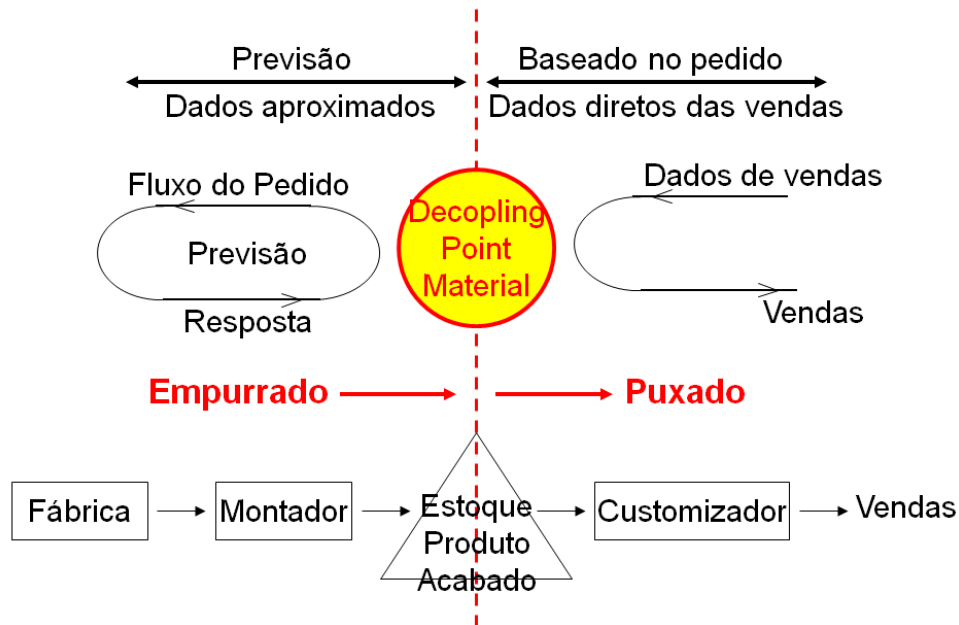 Previsão
Baseado no pedido
Dados aproximados
Dados diretos das vendas
Fluxo do Pedido
Dados de vendas
Decopling
Point
Material
Previsão
Resposta
Vendas
Empurrado
Puxado
Fábrica
Montador
Estoque
Produto
Acabado
Customizador
Vendas